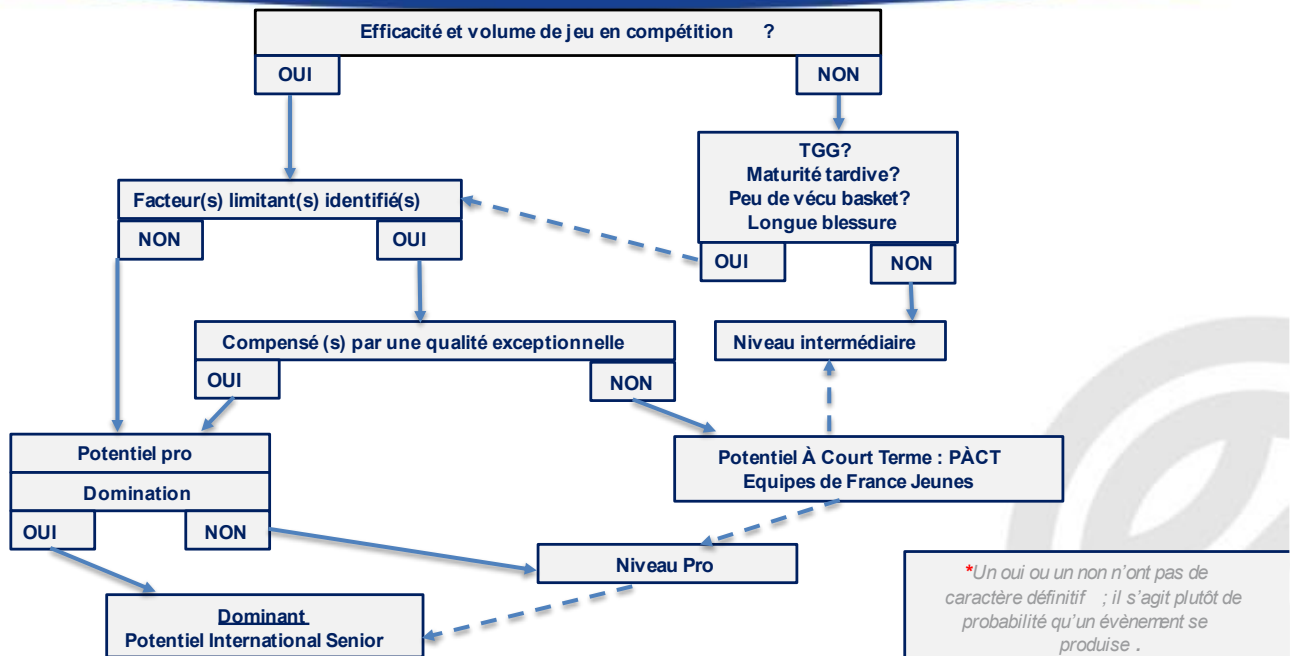 Efficacité et volume de jeu en compétition ?
OUI
NON
TGG?
Maturité tardive?
Peu de vécu basket?
Longue blessure
OUI
NON
Facteur(s) limitant(s) identifié(s)
NON
OUI
Compensé (s) par une qualité exceptionnelle
OUI
NON
Niveau intermédiaire
Potentiel pro
Domination
OUI
NON
Potentiel À Court Terme : PÀCT
Equipes de France Jeunes
Niveau Pro
Dominant
Potentiel International Senior
*Un oui ou un non n'ont pas de
caractère définitif ; il s'agit plutôt de
probabilité qu'un évènement se
produise .